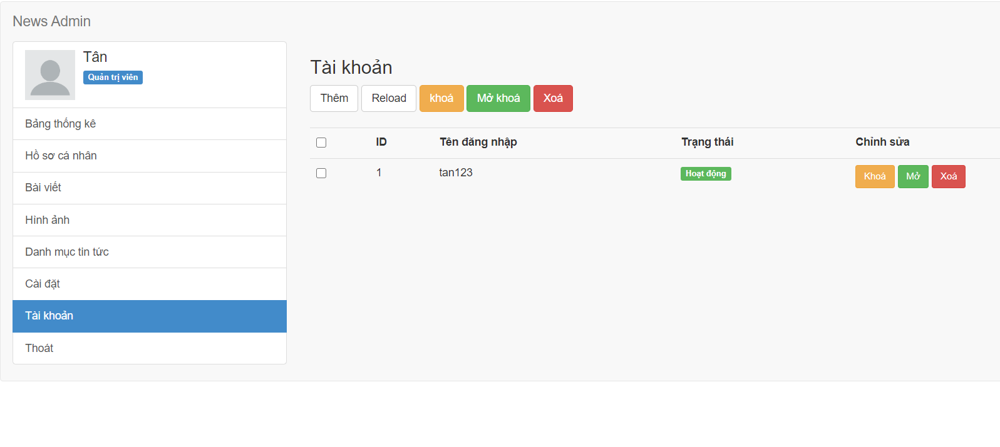 News Admin
Tân
Quản trị viên
Bảng thống kê
Hồ sơ cá nhân
Bài viết
Hình ảnh
Danh mục tin tức
Cài đặt
Tài khoản
Thoát
Tài khoản
Thêm Reload khoá Mở khoá Xoá
ID Tên đăng nhập Trạng thái Chỉnh sửa
1 tan123 Hoạt động Khoá Mở Xoá